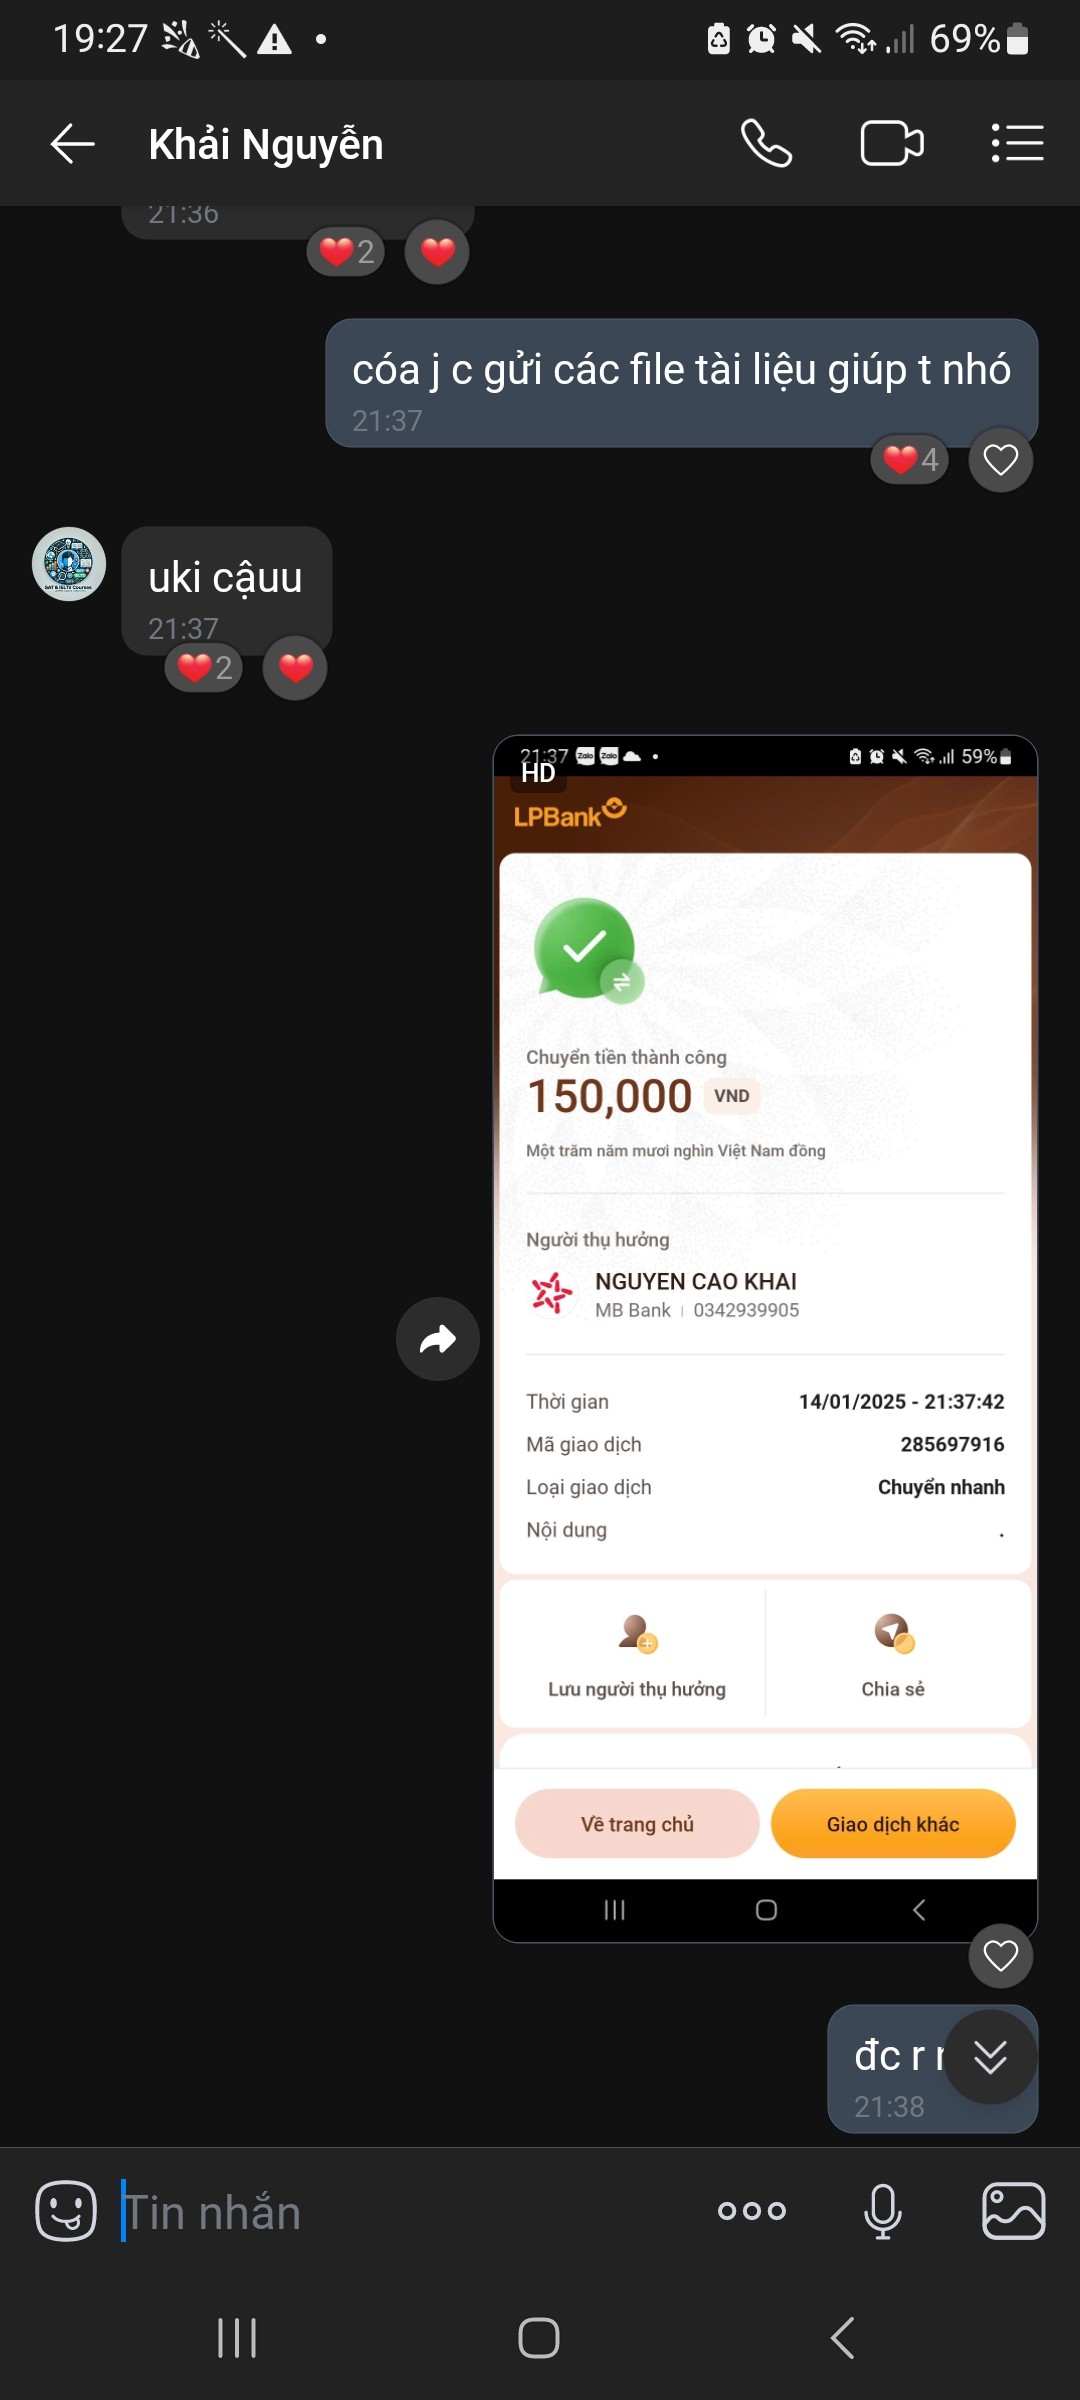 19:27
69%
Khải Nguyễn
21:36
2
cóa j c gửi các file tài liệu giúp t nhó
21:37
4
uki cậuu
21:37
2
21:37 Zalo Zalo
59%
HD
LPBank
Chuyển tiền thành công
150,000 VND
Một trăm năm mươi nghìn Việt Nam đồng
Người thụ hưởng
NGUYEN CAO KHAI
MB Bank | 0342939905
Thời gian 14/01/2025 - 21:37:42
Mã giao dịch 285697916
Loại giao dịch Chuyển nhanh
Nội dung .
Lưu người thụ hưởng
Chia sẻ
Về trang chủ
Giao dịch khác
đc r
21:38
Tin nhắn